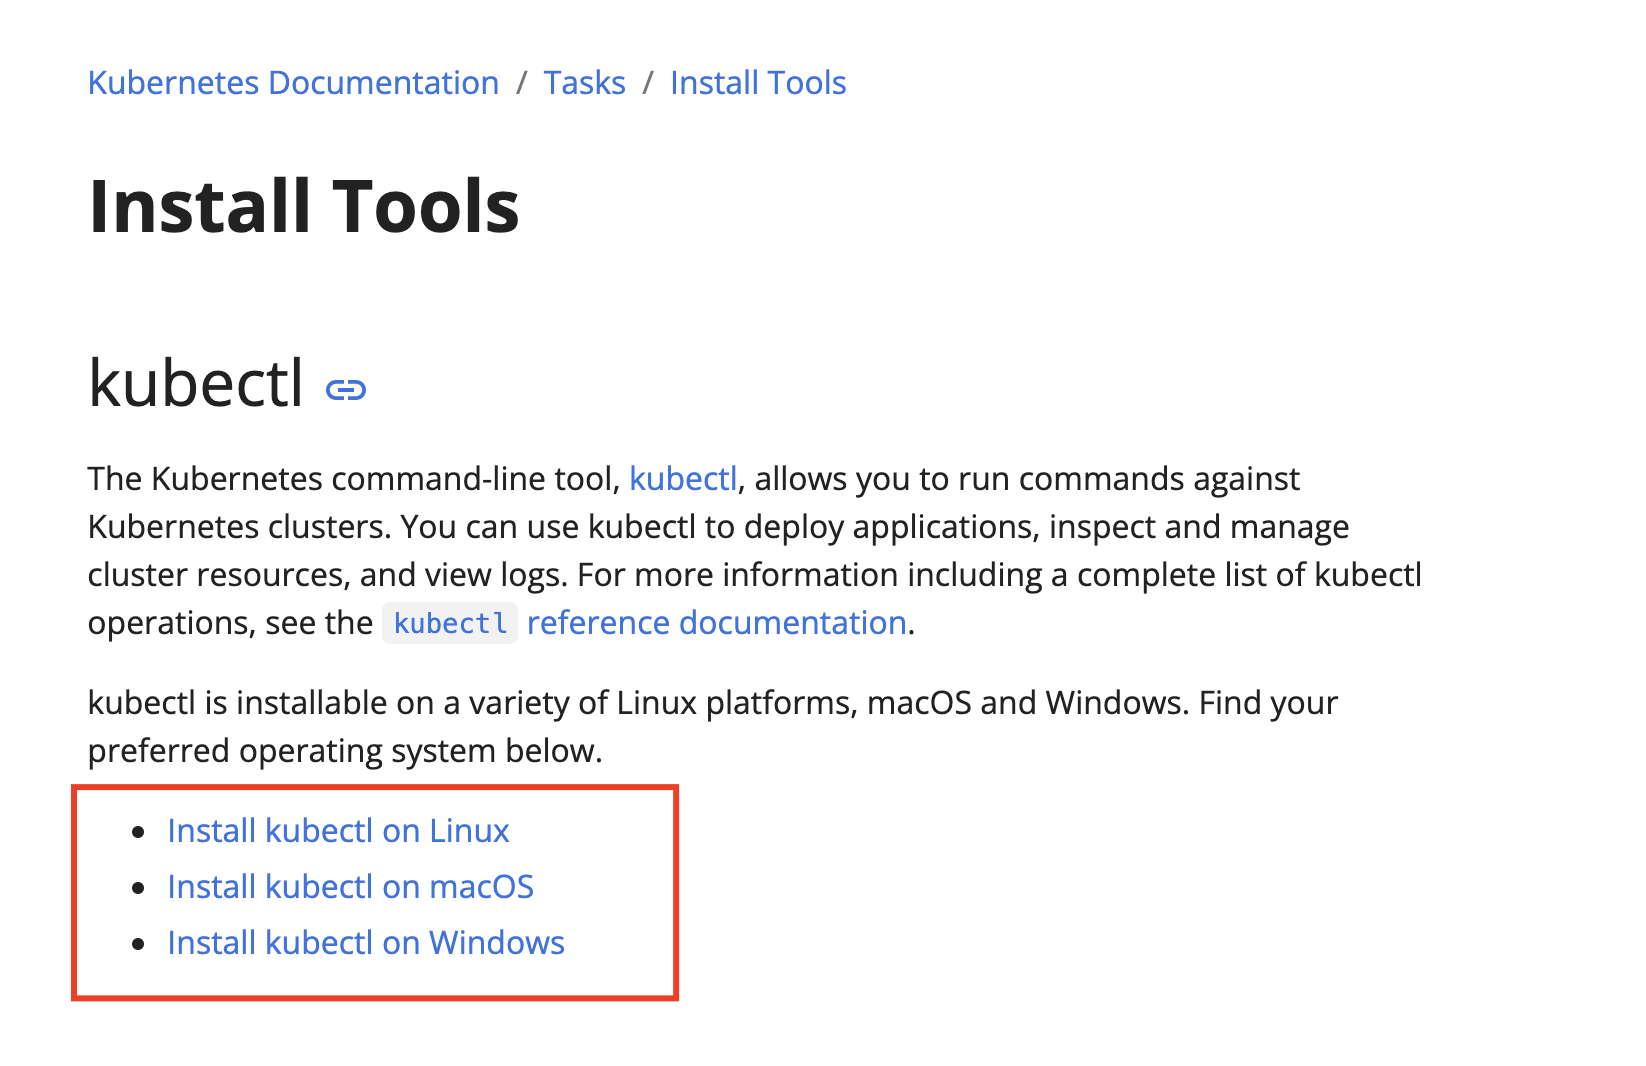 Kubernetes Documentation / Tasks / Install Tools
Install Tools
kubectl
The Kubernetes command-line tool, kubectl, allows you to run commands against
Kubernetes clusters. You can use kubectl to deploy applications, inspect and manage
cluster resources, and view logs. For more information including a complete list of kubectl
operations, see the kubectl reference documentation.
kubectl is installable on a variety of Linux platforms, macOS and Windows. Find your
preferred operating system below.
• Install kubectl on Linux
• Install kubectl on macOS
• Install kubectl on Windows